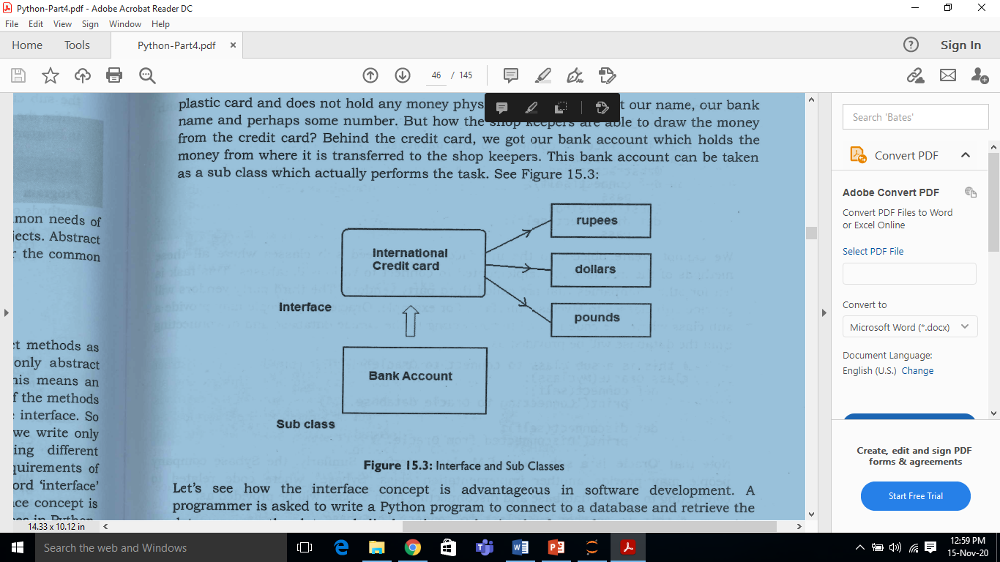 Python-Part4.pdf - Adobe Acrobat Reader DC
File Edit View Sign Window Help
Home Tools Python-Part4.pdf × Sign In
46 / 145
plastic card and does not hold any money phys t our name, our bank
name and perhaps some number. But how the shop keepers are able to draw the money
from the credit card? Behind the credit card, we got our bank account which holds the
money from where it is transferred to the shop keepers. This bank account can be taken
as a sub class which actually performs the task. See Figure 15.3:
rupees
International
Credit card
dollars
Interface
pounds
Bank Account
Sub class
Figure 15.3: Interface and Sub Classes
Let's see how the interface concept is advantageous in software development. A
programmer is asked to write a Python program to connect to a database and retrieve the
mon needs of
jects. Abstract
r the common
ct methods as
only abstract
his means an
f the methods
interface. So
we write only
ing different
quirements of
ord 'interface'
ce concept is
es in Python
14.33 x 10.12 in
Search 'Bates'
Convert PDF
Adobe Convert PDF
Convert PDF Files to Word
or Excel Online
Select PDF File
Convert to
Microsoft Word (*.docx)
Document Language:
English (U.S.) Change
Create, edit and sign PDF
forms & agreements
Start Free Trial
Search the web and Windows
12:59 PM
15-Nov-20